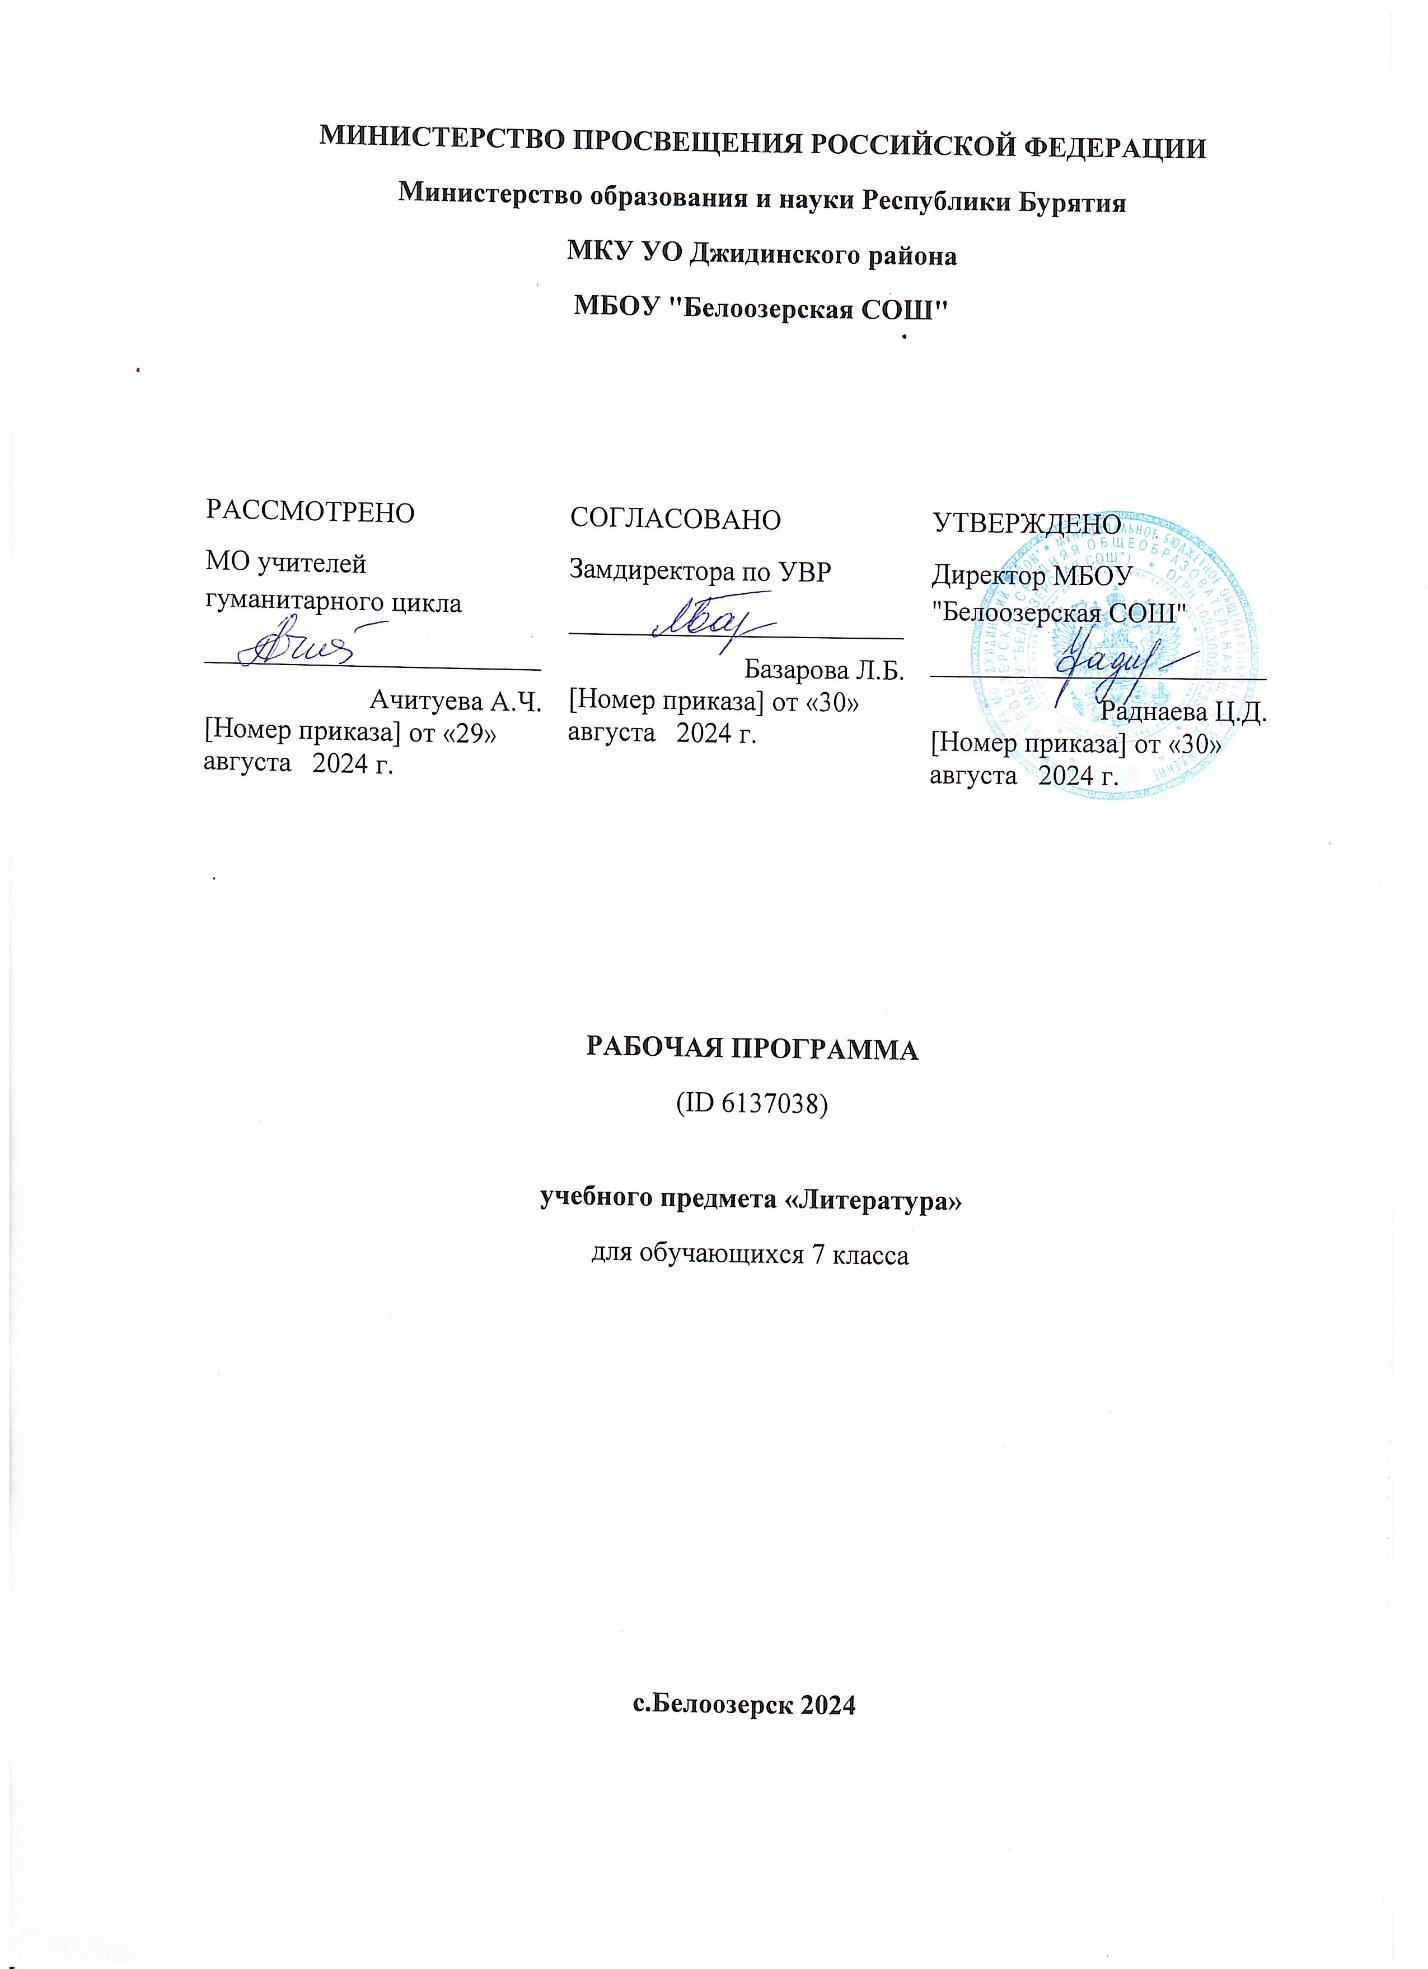 МИНИСТЕРСТВО ПРОСВЕЩЕНИЯ РОССИЙСКОЙ ФЕДЕРАЦИИ
Министерство образования и науки Республики Бурятия
МКУ УО Джидинского района
МБОУ "Белоозерская СОШ"
РАССМОТРЕНО
МО учителей
гуманитарного цикла
Ачитуева А.Ч.
[Номер приказа] от «29»
августа 2024 г.
СОГЛАСОВАНО
Замдиректора по УВР
Базарова Л.Б.
[Номер приказа] от «30»
августа 2024 г.
УТВЕРЖДЕНО
Директор МБОУ
"Белоозерская СОШ"
Раднаева Ц.Д.
[Номер приказа] от «30»
августа 2024 г.
РАБОЧАЯ ПРОГРАММА
(ID 6137038)
учебного предмета «Литература»
для обучающихся 7 класса
с.Белоозерск 2024